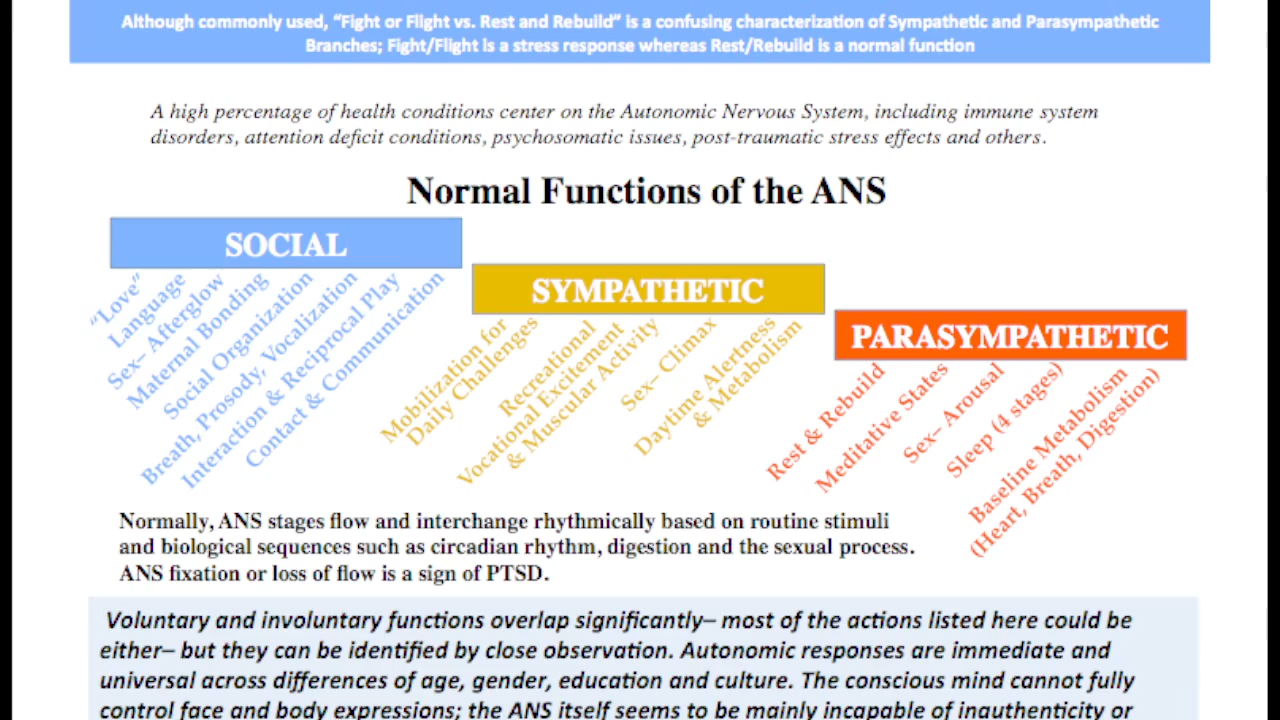 Although commonly used, “Fight or Flight vs. Rest and Rebuild” is a confusing characterization of Sympathetic and Parasympathetic
Branches; Fight/Flight is a stress response whereas Rest/Rebuild is a normal function
A high percentage of health conditions center on the Autonomic Nervous System, including immune system
disorders, attention deficit conditions, psychosomatic issues, post-traumatic stress effects and others.
Normal Functions of the ANS
SOCIAL
“Love”
Language
Sex– Afterglow
Maternal Bonding
Social Organization
Breath, Prosody, Vocalization
Interaction & Reciprocal Play
Contact & Communication
SYMPATHETIC
Mobilization for
Daily Challenges
Recreational
Vocational Excitement
& Muscular Activity
Sex– Climax
Daytime Alertness
& Metabolism
PARASYMPATHETIC
Rest & Rebuild
Meditative States
Sex– Arousal
Sleep (4 stages)
Baseline Metabolism
(Heart, Breath, Digestion)
Normally, ANS stages flow and interchange rhythmically based on routine stimuli
and biological sequences such as circadian rhythm, digestion and the sexual process.
ANS fixation or loss of flow is a sign of PTSD.
Voluntary and involuntary functions overlap significantly– most of the actions listed here could be
either– but they can be identified by close observation. Autonomic responses are immediate and
universal across differences of age, gender, education and culture. The conscious mind cannot fully
control face and body expressions; the ANS itself seems to be mainly incapable of inauthenticity or